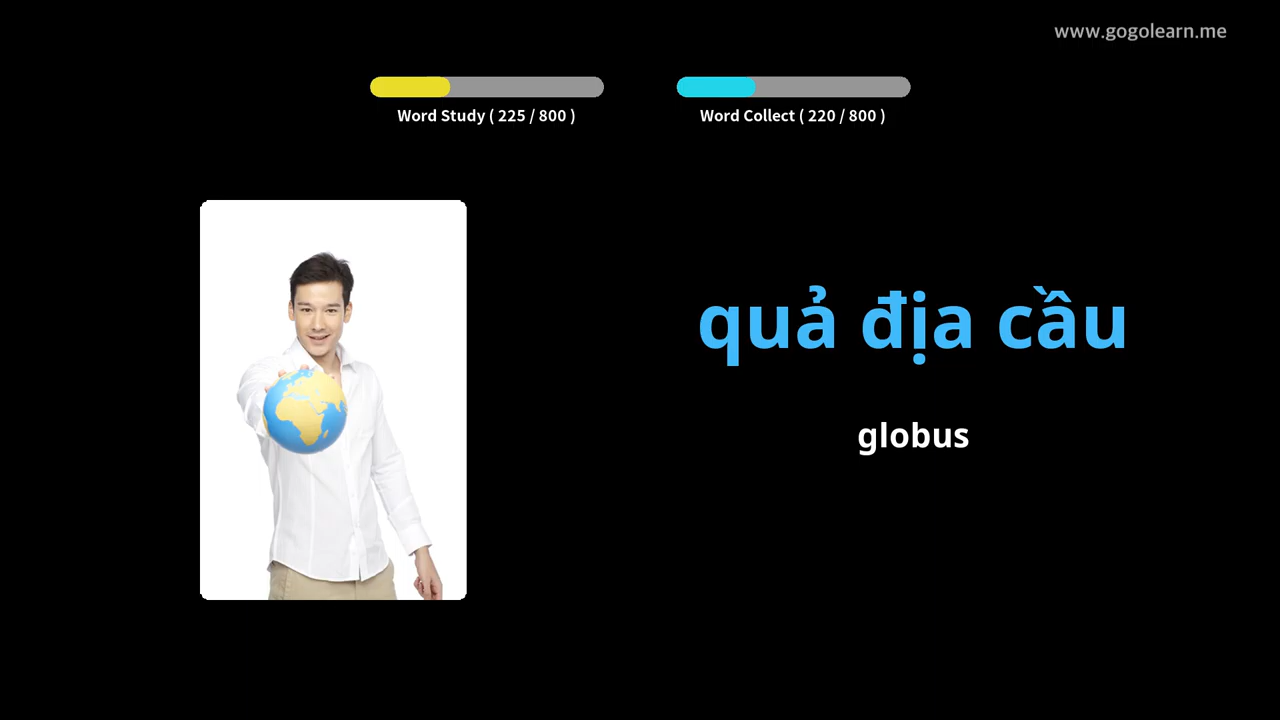 www.gogolearn.me
Word Study ( 225 / 800 )
Word Collect ( 220 / 800 )
quả địa cầu
globus